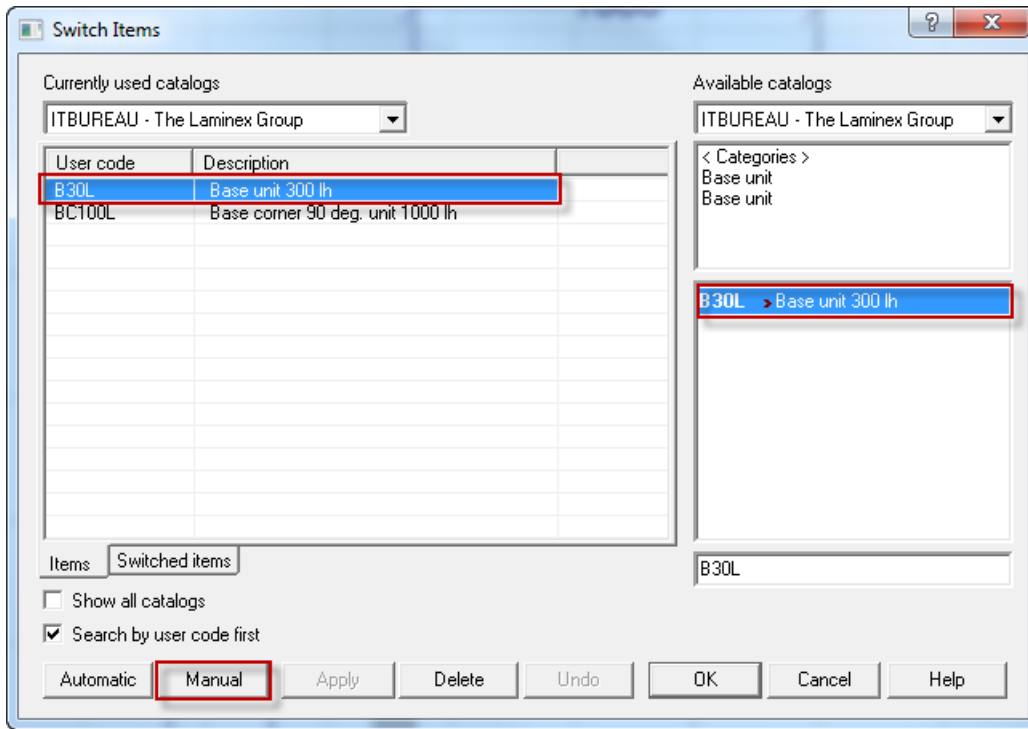 Switch Items
Currently used catalogs
ITBUREAU - The Laminex Group
User code Description
B30L Base unit 300 lh
BC100L Base corner 90 deg. unit 1000 lh
Items Switched items
Show all catalogs
Search by user code first
Available catalogs
ITBUREAU - The Laminex Group
< Categories >
Base unit
Base unit
B30L Base unit 300 lh
B30L
Automatic Manual Apply Delete Undo OK Cancel Help